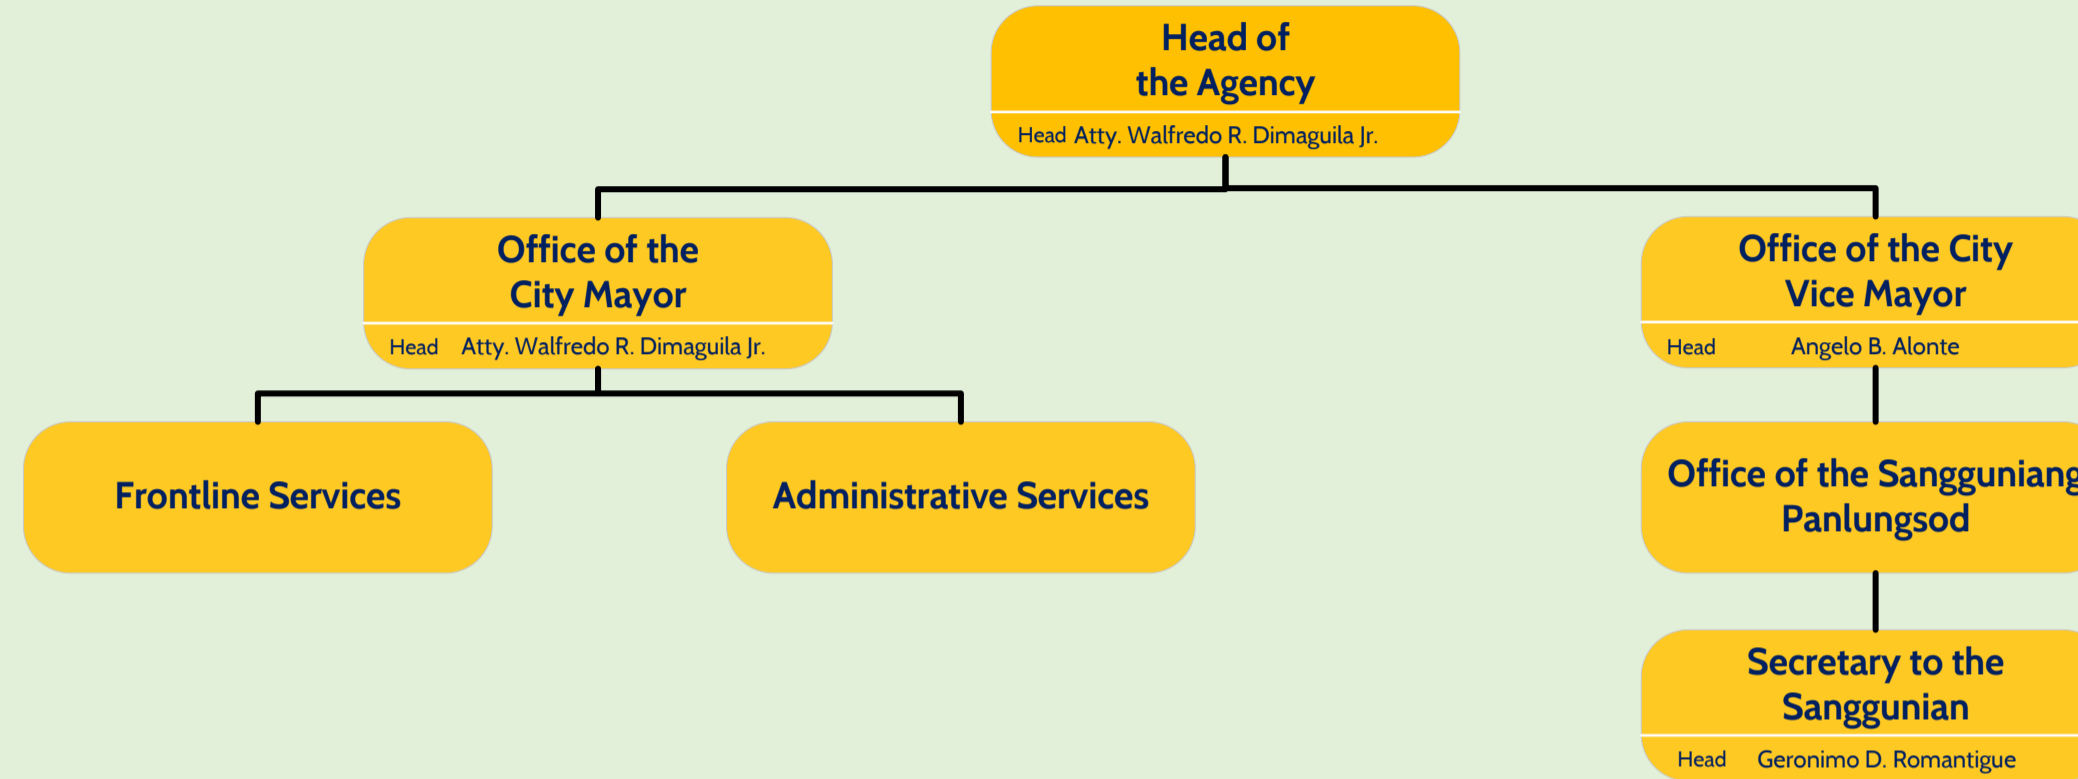 Head of
the Agency
Head Atty. Walfredo R. Dimaguila Jr.
Office of the
City Mayor
Head Atty. Walfredo R. Dimaguila Jr.
Office of the City
Vice Mayor
Head Angelo B. Alonte
Frontline Services
Administrative Services
Office of the Sangguniang
Panlungsod
Secretary to the
Sanggunian
Head Geronimo D. Romantigue